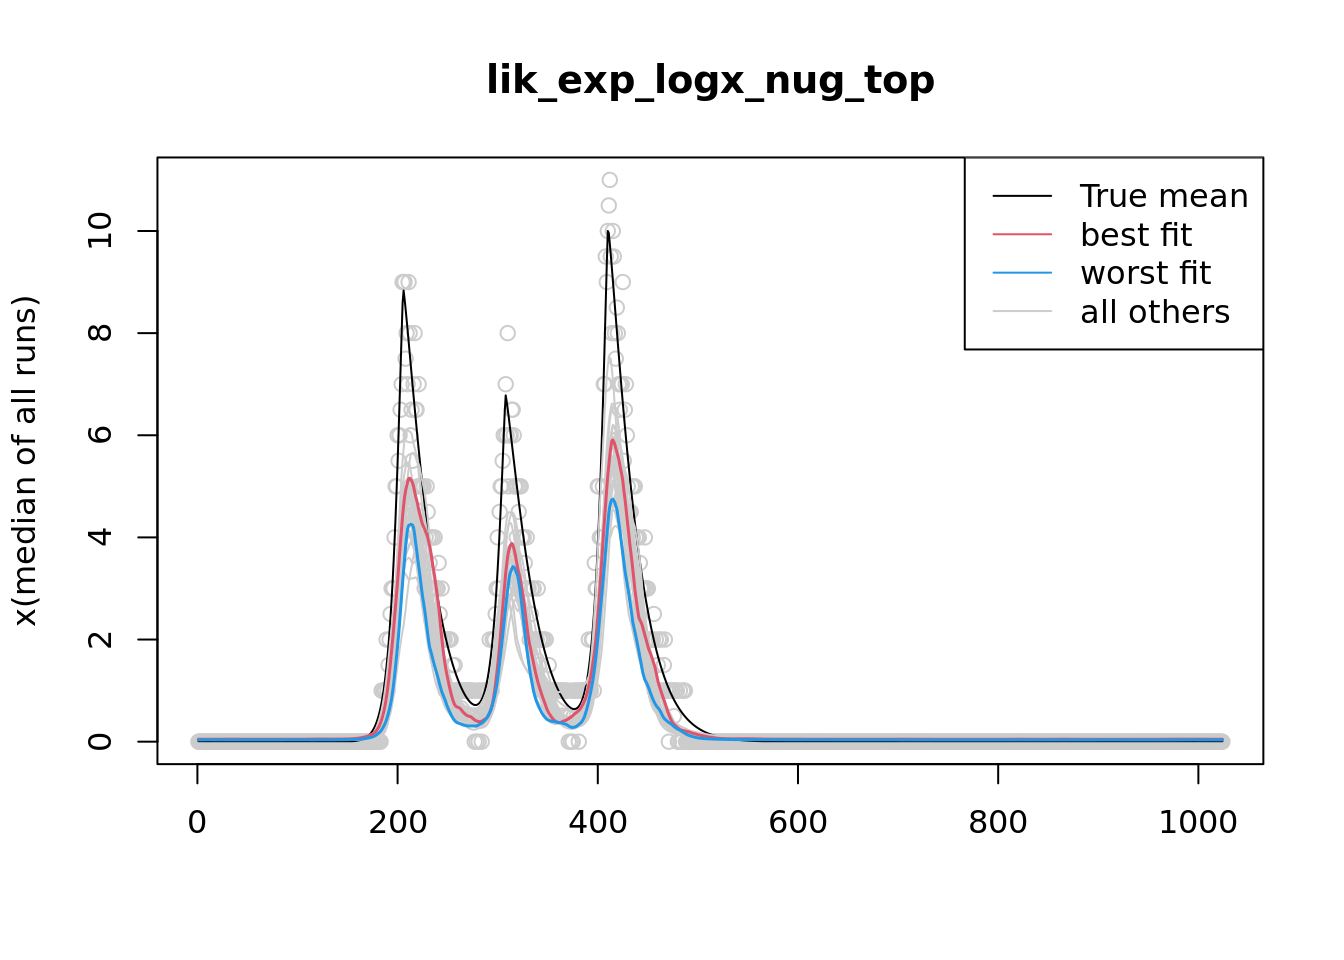 lik_exp_logx_nug_top
True mean
best fit
worst fit
all others
x(median of all runs)
10
8
6
4
2
0
0 200 400 600 800 1000